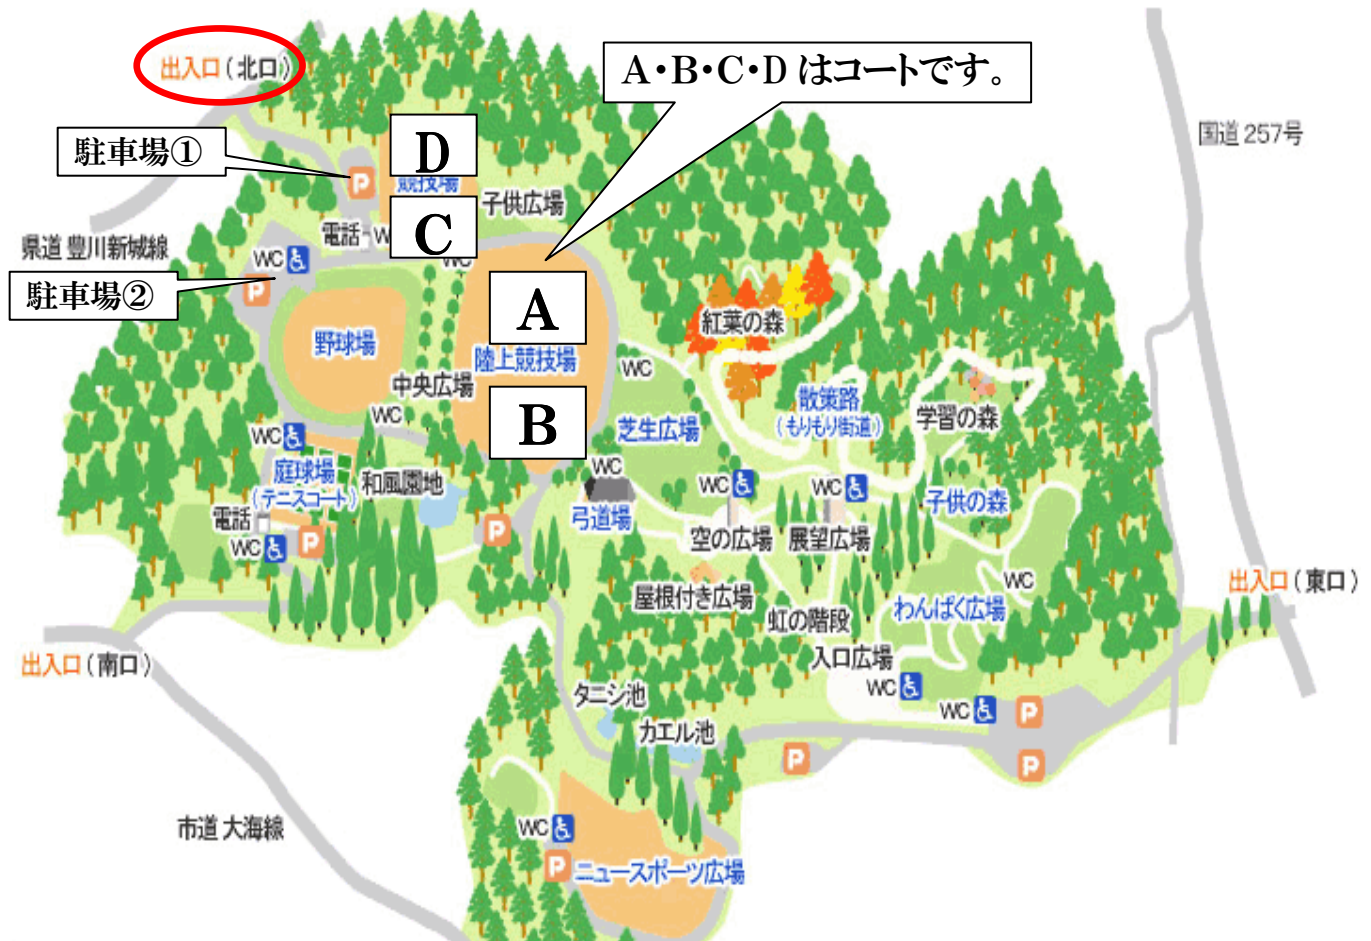 出入口(北口)
A・B・C・D はコートです。
国道 257号
駐車場①
D
P
競技場
子供広場
C
電話
W
県道 豊川新城線
WC
WC
P
駐車場②
A
紅葉の森
野球場
陸上競技場
WC
中央広場
散策路
(もりもり街道)
学習の森
WC
B
芝生広場
WC
WC
庭球場
(テニスコート)
和風園地
WC
WC
子供の森
電話
弓道場
P
WC
P
空の広場
展望広場
WC
出入口(東口)
屋根付き広場
わんぱく広場
虹の階段
出入口(南口)
入口広場
WC
タニシ池
WC
P
カエル池
P
P
市道 大海線
WC
P
ニュースポーツ広場